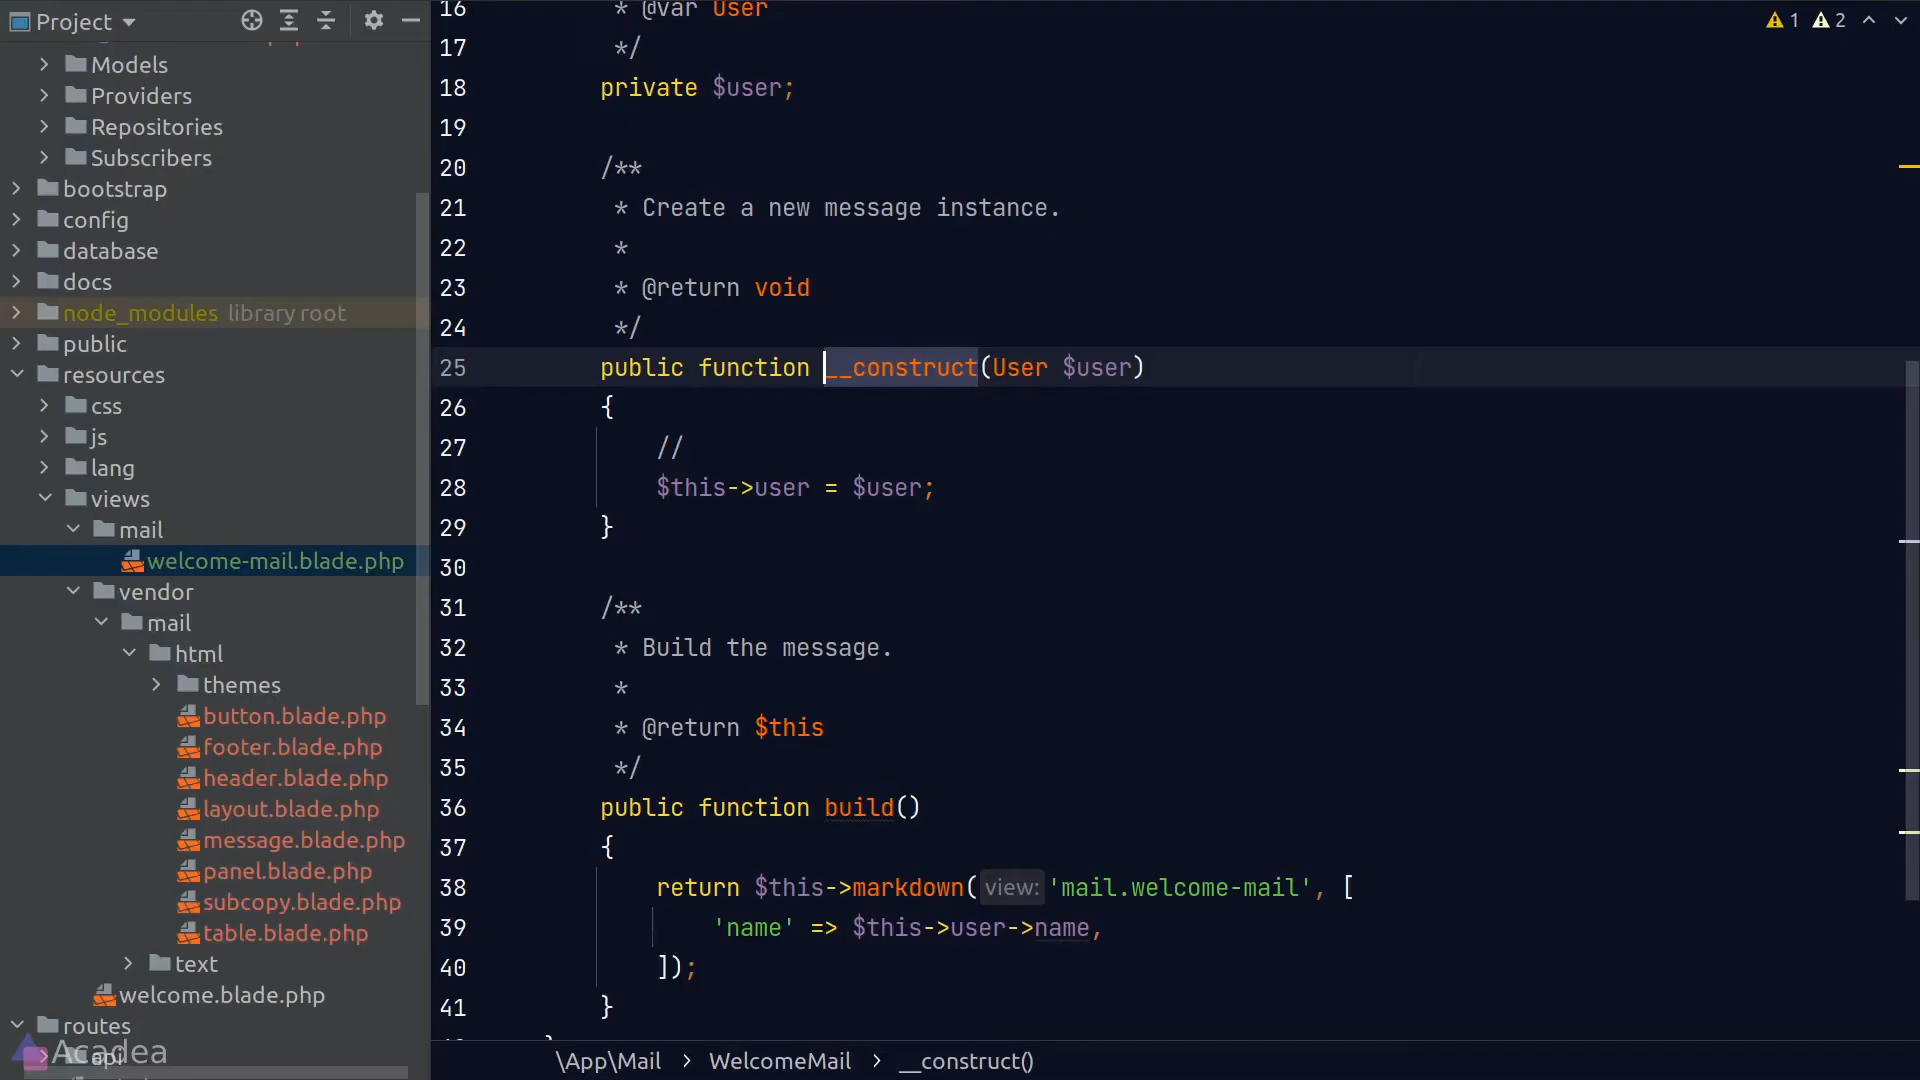 Project
Models
Providers
Repositories
Subscribers
bootstrap
config
database
docs
node_modules library root
public
resources
css
js
lang
views
mail
welcome-mail.blade.php
vendor
mail
html
themes
button.blade.php
footer.blade.php
header.blade.php
layout.blade.php
message.blade.php
panel.blade.php
subcopy.blade.php
table.blade.php
text
welcome.blade.php
routes
api
Acadea
1 2
16 * @var User
17 */
18 private $user;
19
20 /**
21 * Create a new message instance.
22 *
23 * @return void
24 */
25 public function __construct(User $user)
26 {
27 //
28 $this->user = $user;
29 }
30
31 /**
32 * Build the message.
33 *
34 * @return $this
35 */
36 public function build()
37 {
38 return $this->markdown( view: 'mail.welcome-mail', [
39 'name' => $this->user->name,
40 ]);
41 }
\App\Mail > WelcomeMail > __construct()